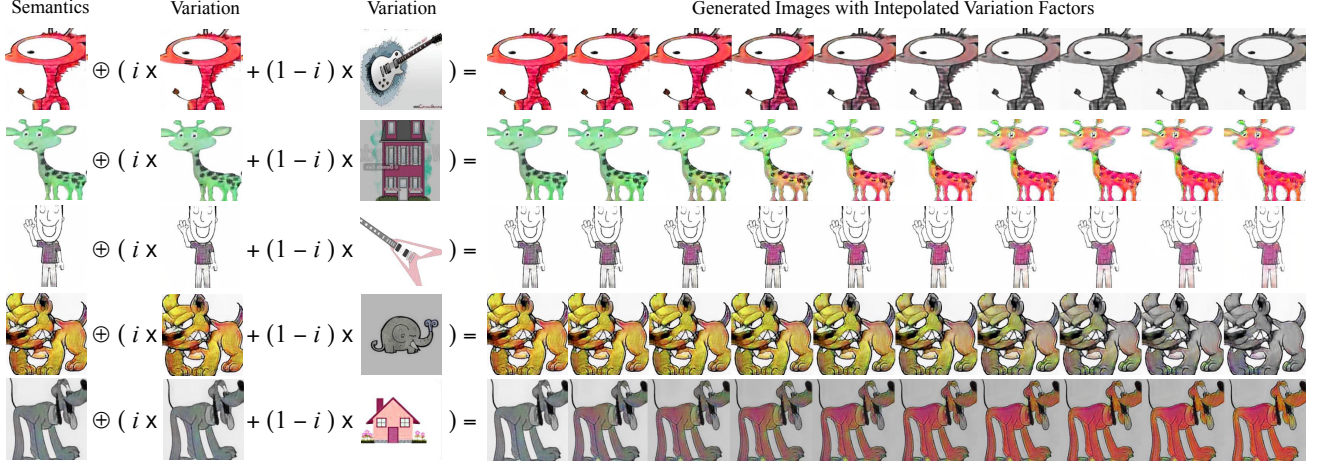 Semantics Variation Variation Generated Images with Intepolated Variation Factors
⊕ ( i x + (1 − i ) x ) =
⊕ ( i x + (1 − i ) x ) =
⊕ ( i x + (1 − i ) x ) =
⊕ ( i x + (1 − i ) x ) =
⊕ ( i x + (1 − i ) x ) =